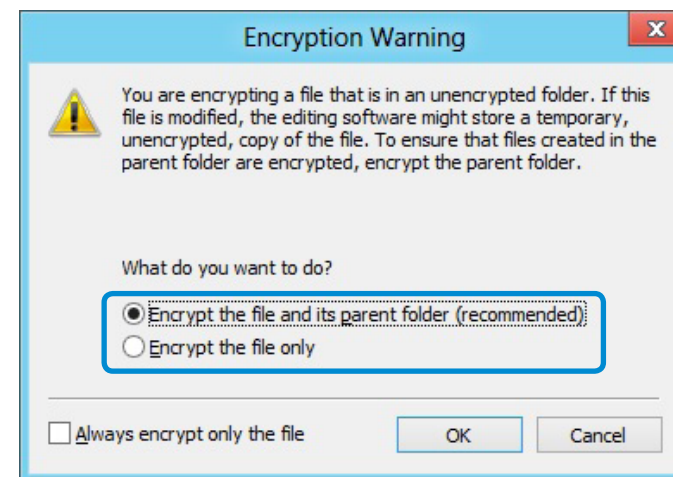 Encryption Warning
You are encrypting a file that is in an unencrypted folder. If this
file is modified, the editing software might store a temporary,
unencrypted, copy of the file. To ensure that files created in the
parent folder are encrypted, encrypt the parent folder.
What do you want to do?
Encrypt the file and its parent folder (recommended)
Encrypt the file only
Always encrypt only the file
OK
Cancel